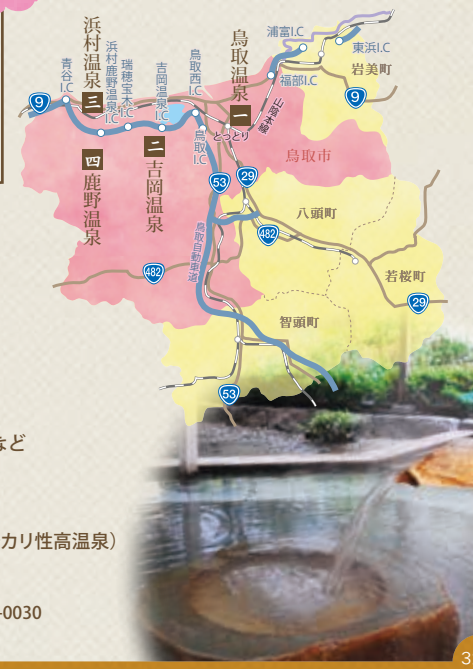 浦富I.C
東浜I.C
岩美町
鳥取温泉
一
福部I.C
9
山陰本線
とっとり
鳥取市
鳥取西I.C
鳥取I.C
吉岡温泉I.C
二
吉岡温泉
瑞穂宝木I.C
浜村鹿野温泉I.C
浜村温泉
三
青谷I.C
9
四
鹿野温泉
53
29
八頭町
482
鳥取自動車道
482
若桜町
29
智頭町
53
など
カリ性高温泉）
-0030
3